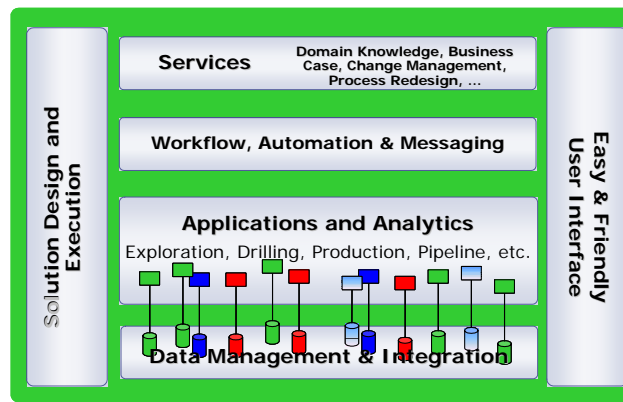 Solution Design and
Execution
Services
Domain Knowledge, Business
Case, Change Management,
Process Redesign, ...
Workflow, Automation & Messaging
Applications and Analytics
Exploration, Drilling, Production, Pipeline, etc.
Data Management & Integration
Easy & Friendly
User Interface